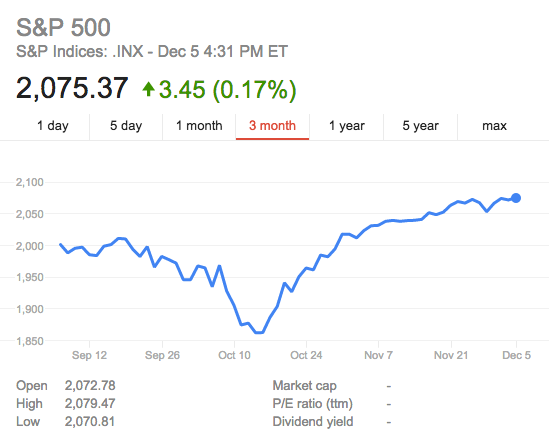 S&P 500
S&P Indices: .INX - Dec 5 4:31 PM ET
2,075.37 3.45 (0.17%)
1 day 5 day 1 month 3 month 1 year 5 year max
2,100
2,050
2,000
1,950
1,900
1,850
Sep 12 Sep 26 Oct 10 Oct 24 Nov 7 Nov 21 Dec 5
Open 2,072.78 Market cap -
High 2,079.47 P/E ratio (ttm) -
Low 2,070.81 Dividend yield -